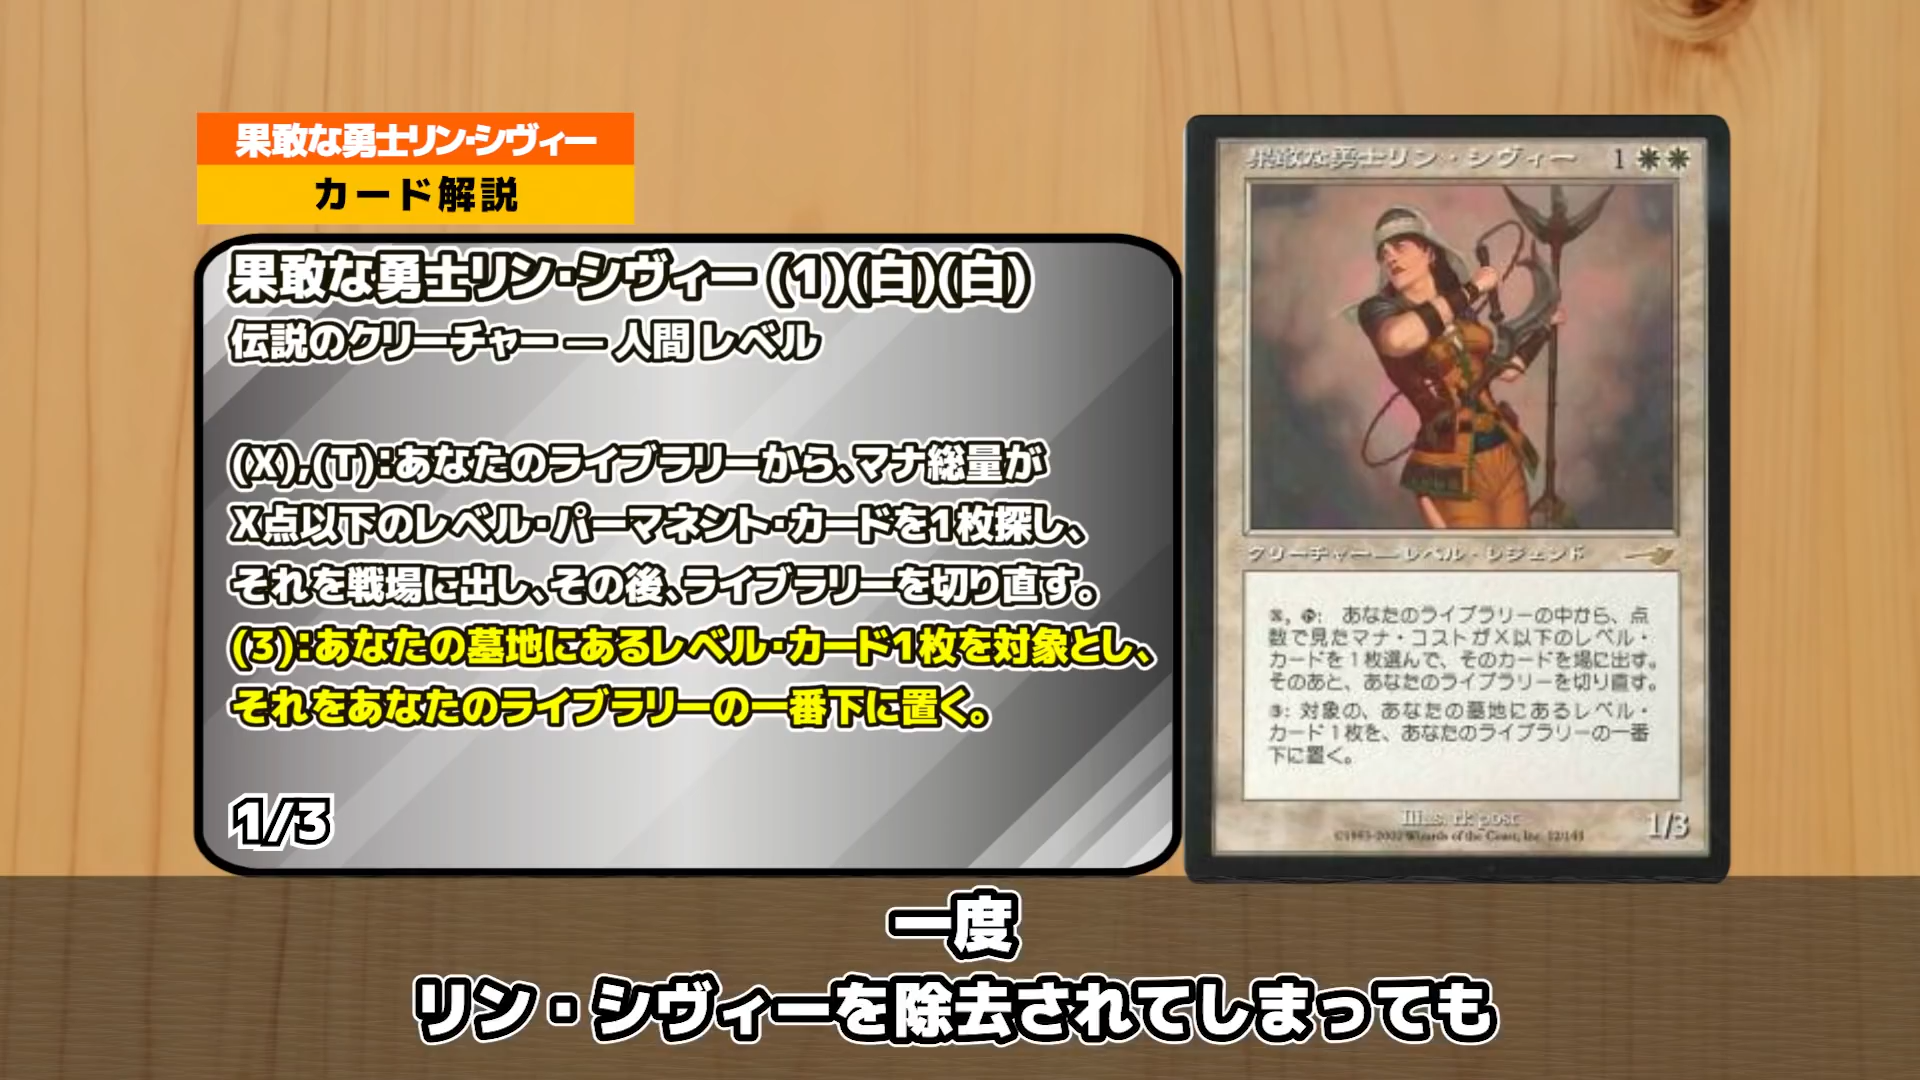 果敢な勇士リン・シヴィー
カード解説
果敢な勇士リン・シヴィー (1)(白)(白)
伝説のクリーチャー — 人間 レベル
(X),(T):あなたのライブラリーから、マナ総量が
X点以下のレベル・パーマネント・カードを1枚探し、
それを戦場に出し、その後、ライブラリーを切り直す。
(3):あなたの墓地にあるレベル・カード1枚を対象とし、
それをあなたのライブラリーの一番下に置く。
1/3
果敢な勇士リン・シヴィー 1
クリーチャー — レベル・レジェンド
X, T: あなたのライブラリーの中から、点
数で見たマナ・コストがX以下のレベル・
カードを1枚選んで、そのカードを場に出す。
そのあと、あなたのライブラリーを切り直す。
3: 対象の、あなたの墓地にあるレベル・
カード1枚を、あなたのライブラリーの一番
下に置く。
Illus. rk post
©1993-2000 Wizards of the Coast, Inc. 12/143
1/3
一度
リン・シヴィーを除去されてしまっても